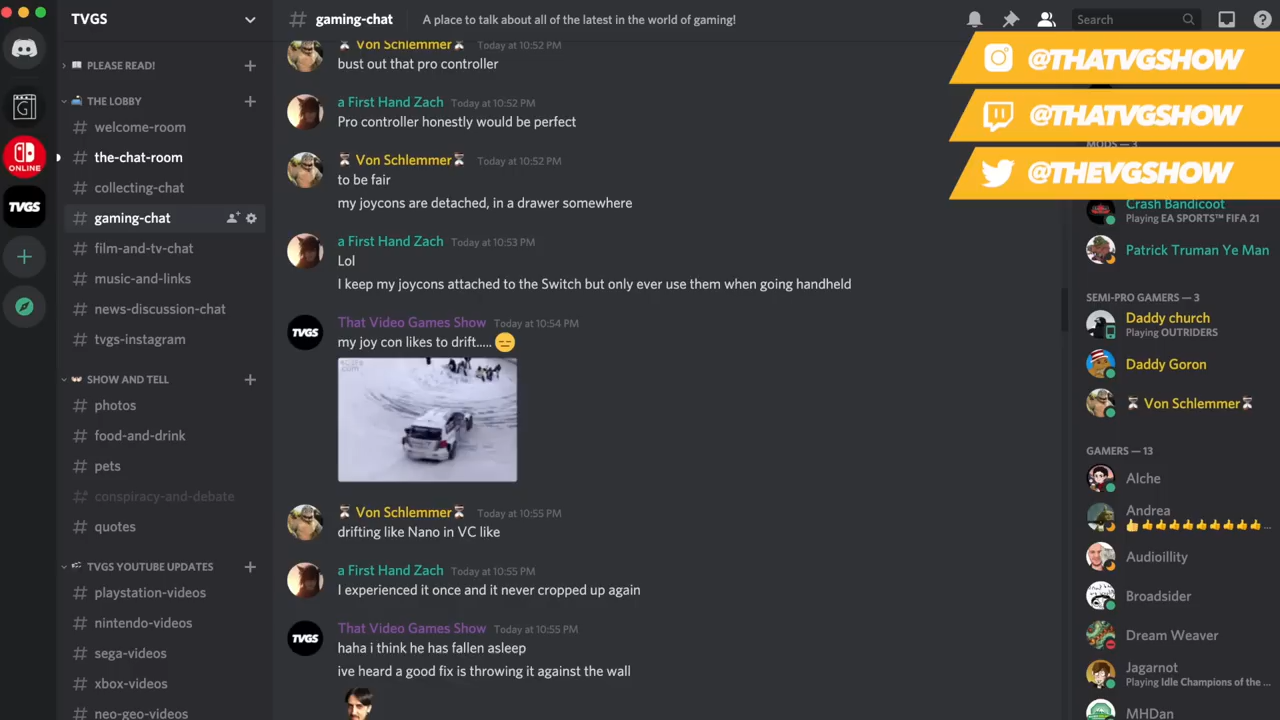 TVGS
# gaming-chat
A place to talk about all of the latest in the world of gaming!
Search
@THATVGSHOW
@THATVGSHOW
@THEVGSHOW
ONLINE
TVGS
PLEASE READ!
THE LOBBY
# welcome-room
# the-chat-room
# collecting-chat
# gaming-chat
# film-and-tv-chat
# music-and-links
# news-discussion-chat
# tvgs-instagram
SHOW AND TELL
# photos
# food-and-drink
# pets
# conspiracy-and-debate
# quotes
TVGS YOUTUBE UPDATES
# playstation-videos
# nintendo-videos
# sega-videos
# xbox-videos
# neo-geo-videos
⌛ Von Schlemmer⌛ Today at 10:52 PM
bust out that pro controller
a First Hand Zach Today at 10:52 PM
Pro controller honestly would be perfect
⌛ Von Schlemmer⌛ Today at 10:52 PM
to be fair
my joycons are detached, in a drawer somewhere
a First Hand Zach Today at 10:53 PM
Lol
I keep my joycons attached to the Switch but only ever use them when going handheld
TVGS
That Video Games Show Today at 10:54 PM
my joy con likes to drift..... 😑
⌛ Von Schlemmer⌛ Today at 10:55 PM
drifting like Nano in VC like
a First Hand Zach Today at 10:55 PM
I experienced it once and it never cropped up again
TVGS
That Video Games Show Today at 10:55 PM
haha i think he has fallen asleep
ive heard a good fix is throwing it against the wall
MODS — 3
Crash Bandicoot
Playing EA SPORTS™ FIFA 21
Patrick Truman Ye Man
SEMI-PRO GAMERS — 3
Daddy church
Playing OUTRIDERS
Daddy Goron
⌛ Von Schlemmer⌛
GAMERS — 13
Alche
Andrea
👍👍👍👍👍👍👍👍👍...
Audioillity
Broadsider
Dream Weaver
Jagarnot
Playing Idle Champions of the ...
MHDan